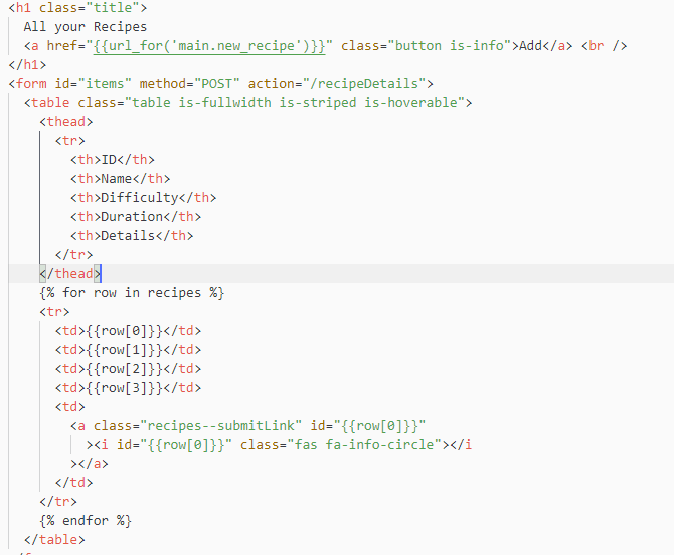 <h1 class="title">
All your Recipes
<a href="{{url_for('main.new_recipe')}}" class="button is-info">Add</a> <br />
</h1>
<form id="items" method="POST" action="/recipeDetails">
<table class="table is-fullwidth is-striped is-hoverable">
<thead>
<tr>
<th>ID</th>
<th>Name</th>
<th>Difficulty</th>
<th>Duration</th>
<th>Details</th>
</tr>
</thead>
{% for row in recipes %}
<tr>
<td>{{row[0]}}</td>
<td>{{row[1]}}</td>
<td>{{row[2]}}</td>
<td>{{row[3]}}</td>
<td>
<a class="recipes--submitLink" id="{{row[0]}}"
><i id="{{row[0]}}" class="fas fa-info-circle"></i
></a>
</td>
</tr>
{% endfor %}
</table>